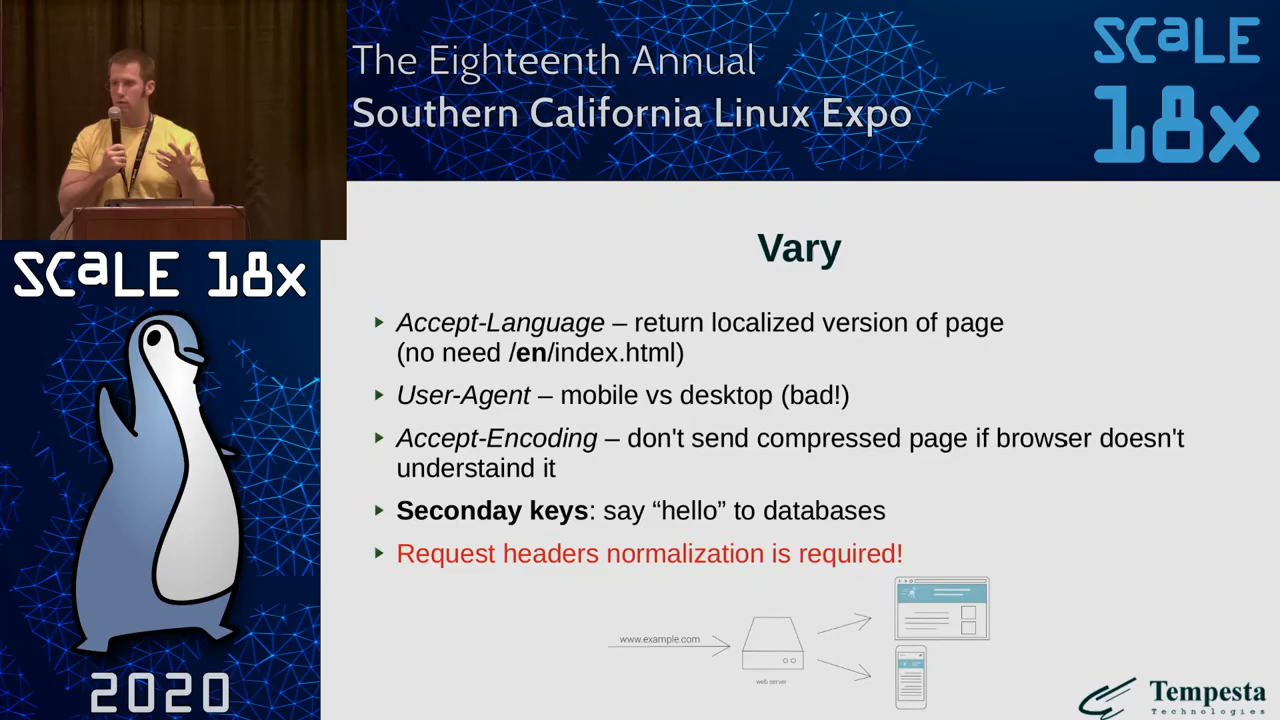 The Eighteenth Annual
Southern California Linux Expo
SCaLE
18x
SCaLE 18x
2020
Vary
Accept-Language – return localized version of page
(no need /en/index.html)
User-Agent – mobile vs desktop (bad!)
Accept-Encoding – don't send compressed page if browser doesn't
understaind it
Seconday keys: say “hello” to databases
Request headers normalization is required!
www.example.com
web server
Tempesta
Technologies